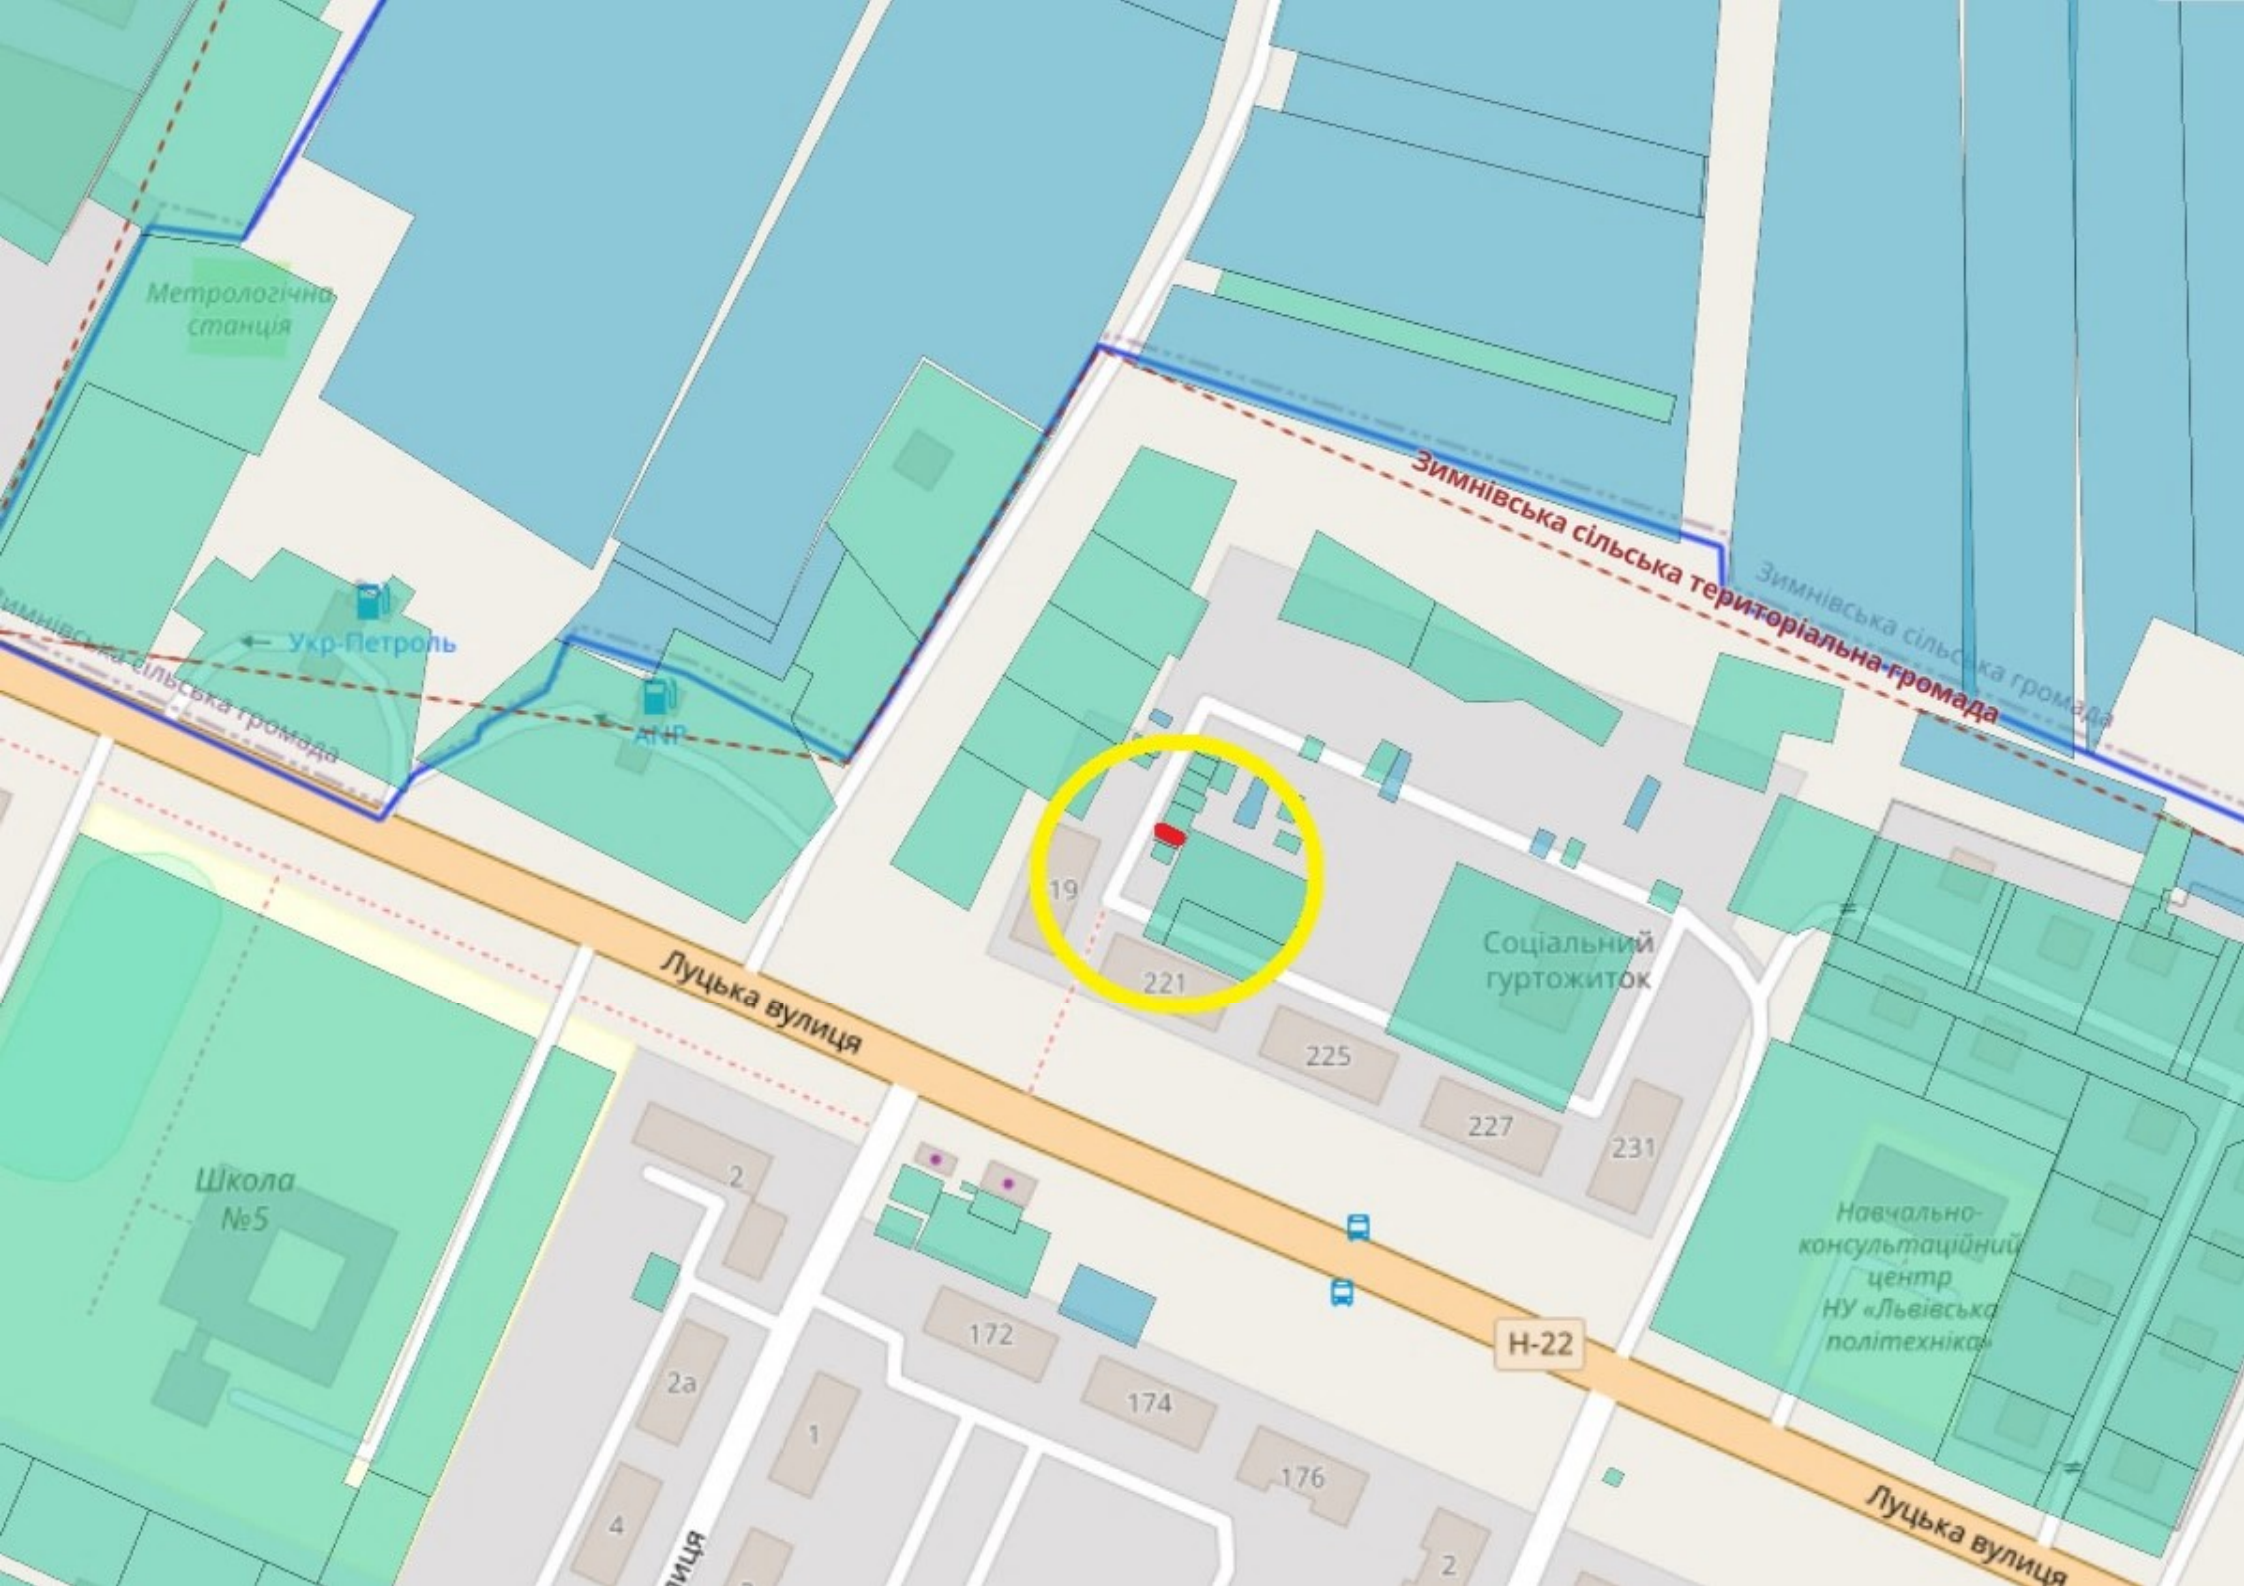 Метрологічна
станція
Зимнівська сільська територіальна громада
Зимнівська сільська громада
Укр-Петроль
Зимнівська сільська громада
ANP
19
221
Соціальний
гуртожиток
Луцька вулиця
225
227
231
Школа
№5
2
Навчально-
консультаційний
центр
НУ «Львівська
політехніка»
172
Н-22
2а
174
1
176
4
2
Луцька вулиця